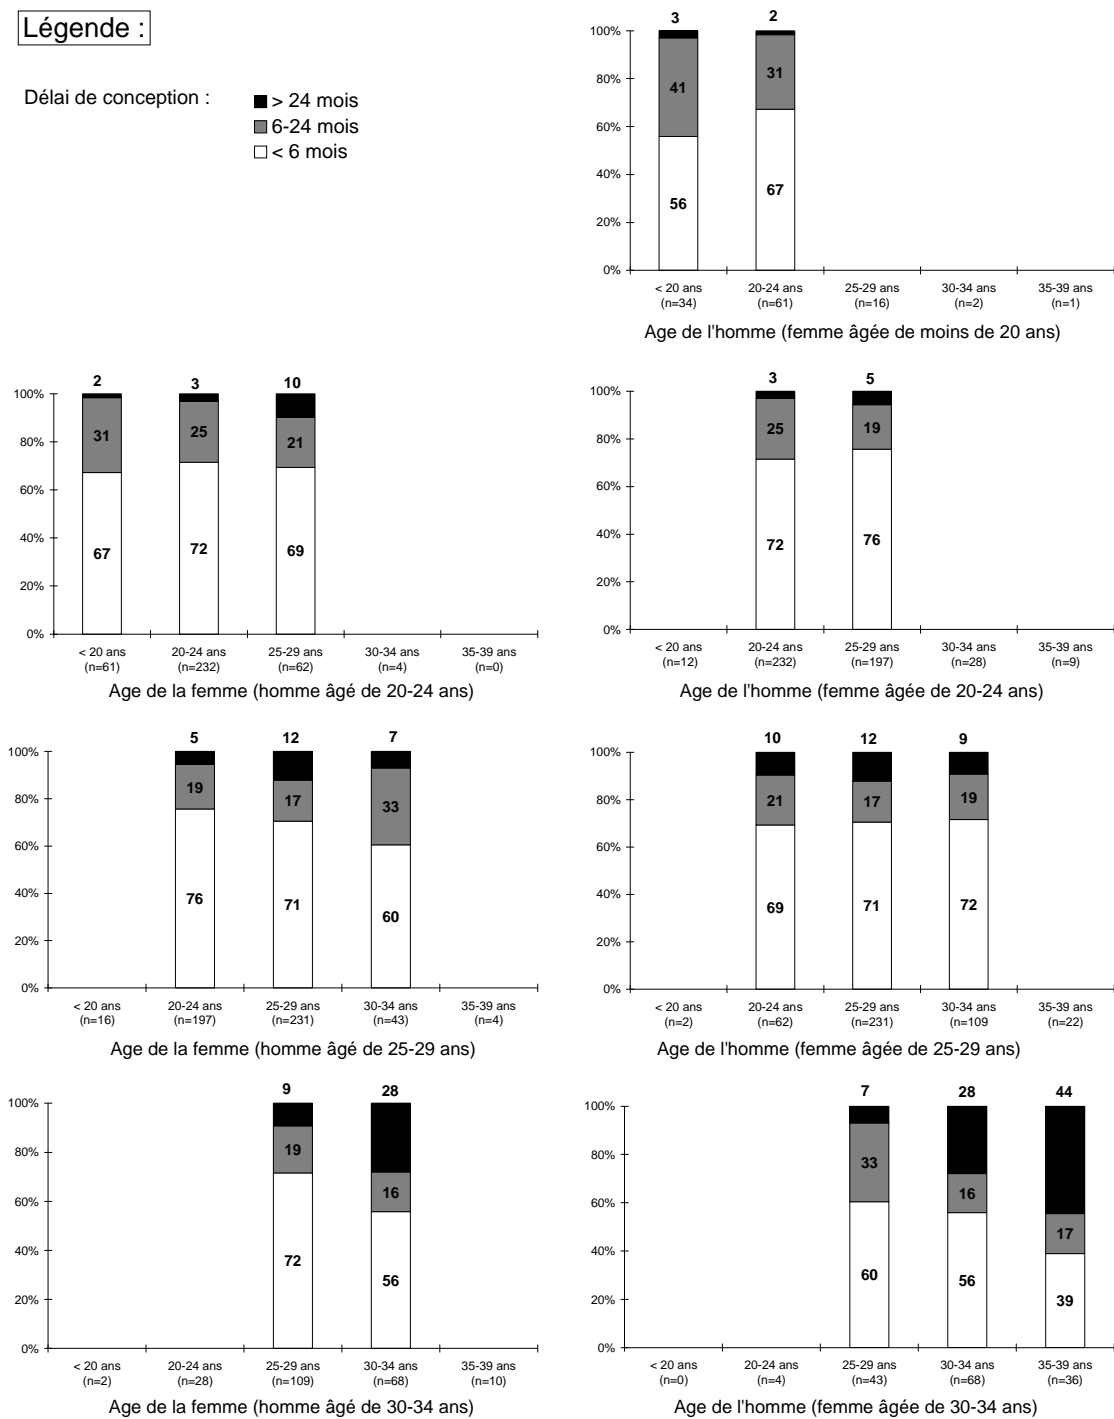 Légende :
Délai de conception :
> 24 mois
6-24 mois
< 6 mois
3 2
100%
80%
60%
40%
20%
0%
41 31
56 67
< 20 ans 20-24 ans 25-29 ans 30-34 ans 35-39 ans
(n=34) (n=61) (n=16) (n=2) (n=1)
Age de l'homme (femme âgée de moins de 20 ans)
2 3 10
100%
80%
60%
40%
20%
0%
31 25 21
67 72 69
< 20 ans 20-24 ans 25-29 ans 30-34 ans 35-39 ans
(n=61) (n=232) (n=62) (n=4) (n=0)
Age de la femme (homme âgé de 20-24 ans)
3 5
100%
80%
60%
40%
20%
0%
25 19
72 76
< 20 ans 20-24 ans 25-29 ans 30-34 ans 35-39 ans
(n=12) (n=232) (n=197) (n=28) (n=9)
Age de l'homme (femme âgée de 20-24 ans)
5 12 7
100%
80%
60%
40%
20%
0%
19 17 33
76 71 60
< 20 ans 20-24 ans 25-29 ans 30-34 ans 35-39 ans
(n=16) (n=197) (n=231) (n=43) (n=4)
Age de la femme (homme âgé de 25-29 ans)
10 12 9
100%
80%
60%
40%
20%
0%
21 17 19
69 71 72
< 20 ans 20-24 ans 25-29 ans 30-34 ans 35-39 ans
(n=2) (n=62) (n=231) (n=109 (n=22)
Age de l'homme (femme âgée de 25-29 ans)
9 28
100%
80%
60%
40%
20%
0%
19 16
72 56
< 20 ans 20-24 ans 25-29 ans 30-34 ans 35-39 ans
(n=2) (n=28) (n=109) (n=68) (n=10)
Age de la femme (homme âgé de 30-34 ans)
7 28 44
100%
80%
60%
40%
20%
0%
33 16 17
60 56 39
< 20 ans 20-24 ans 25-29 ans 30-34 ans 35-39 ans
(n=0) (n=4) (n=43) (n=68) (n=36)
Age de l'homme (femme âgée de 30-34 ans)